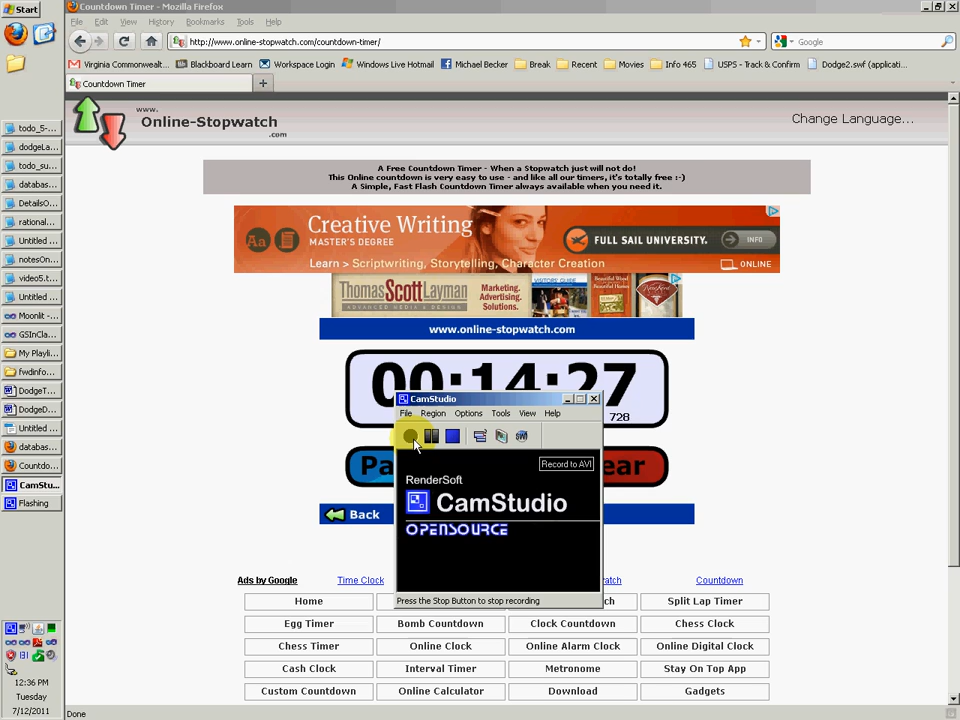 Start
Countdown Timer - Mozilla Firefox
File Edit View History Bookmarks Tools Help
http://www.online-stopwatch.com/countdown-timer/
Google
Virginia Commonwealt... Blackboard Learn Workspace Login Windows Live Hotmail Michael Becker Break Recent Movies Info 465 USPS - Track & Confirm Dodge2.swf (applicati...
Countdown Timer
www.
Online-Stopwatch
.com
Change Language...
A Free Countdown Timer - When a Stopwatch just will not do!
This Online countdown is very easy to use - and like all our timers, it's totally free :-)
A Simple, Fast Flash Countdown Timer always available when you need it.
Creative Writing
MASTER'S DEGREE
Learn > Scriptwriting, Storytelling, Character Creation
FULL SAIL UNIVERSITY.
INFO
ONLINE
Thomas Scott Layman
ADVANCED MEDIA & DESIGN
Marketing.
Advertising.
Solutions.
www.online-stopwatch.com
00:14:27
728
CamStudio
File Region Options Tools View Help
Record to AVI
RenderSoft
CamStudio
OPENSOURCE
Press the Stop Button to stop recording
Pa
ear
Back
Ads by Google Time Clock atch Countdown
Home ch Split Lap Timer
Egg Timer Bomb Countdown Clock Countdown Chess Clock
Chess Timer Online Clock Online Alarm Clock Online Digital Clock
Cash Clock Interval Timer Metronome Stay On Top App
Custom Countdown Online Calculator Download Gadgets
Done
todo_5-...
dodgeLa...
todo_su...
databas...
DetailsO...
rational...
Untitled ...
notesOn...
video5.t...
Untitled ...
Moonlit -...
GSInCla...
My Playli...
fwdinfo...
DodgeT...
DodgeD...
Untitled ...
databas...
Countdo...
CamStu...
Flashing
12:36 PM
Tuesday
7/12/2011